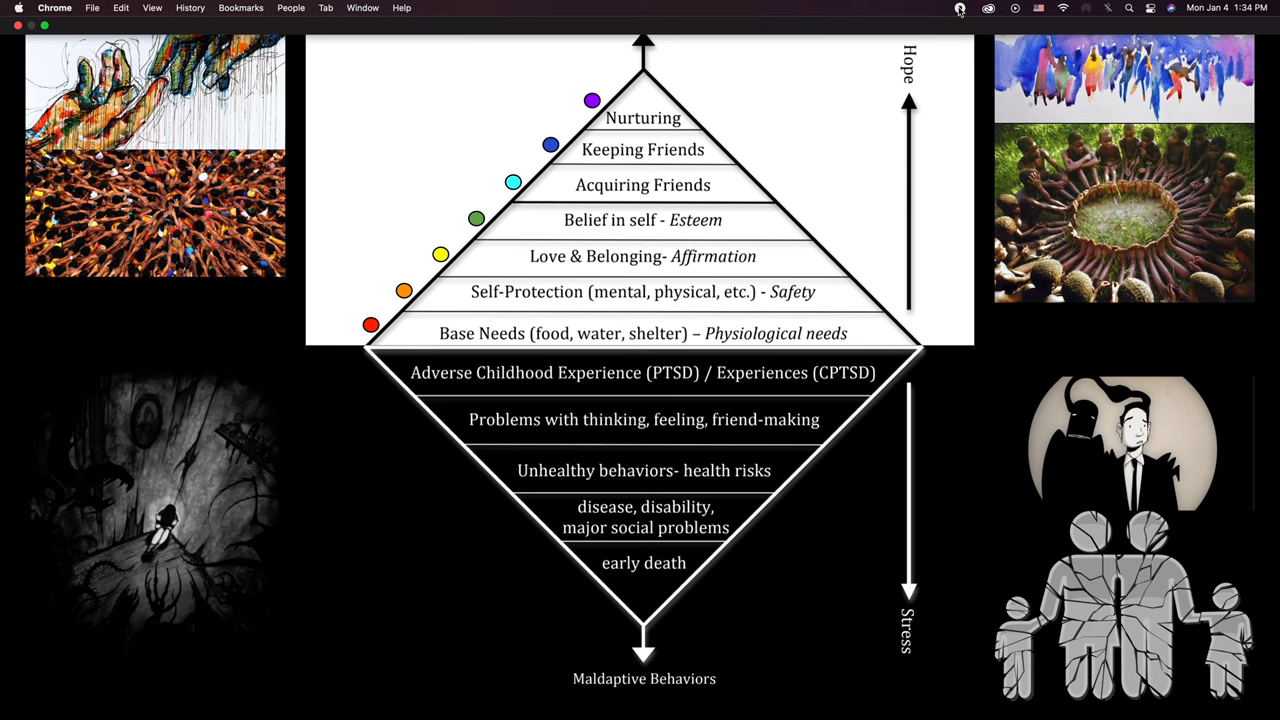 Chrome File Edit View History Bookmarks People Tab Window Help Mon Jan 4 1:34 PM
Hope
Nurturing
Keeping Friends
Acquiring Friends
Belief in self - Esteem
Love & Belonging- Affirmation
Self-Protection (mental, physical, etc.) - Safety
Base Needs (food, water, shelter) – Physiological needs
Adverse Childhood Experience (PTSD) / Experiences (CPTSD)
Problems with thinking, feeling, friend-making
Unhealthy behaviors- health risks
disease, disability,
major social problems
early death
Stress
Maldaptive Behaviors